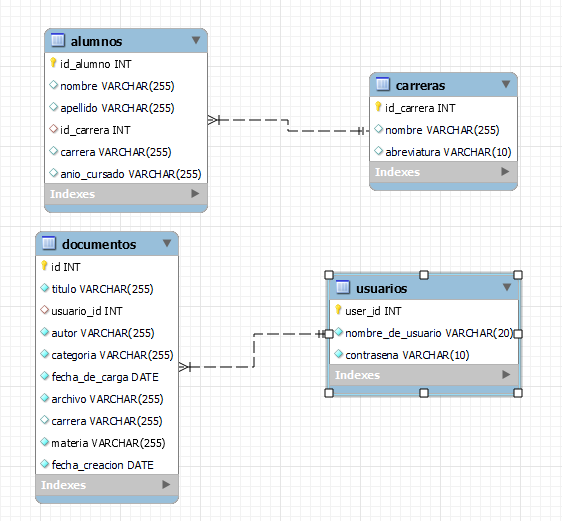 alumnos
id_alumno INT
nombre VARCHAR(255)
apellido VARCHAR(255)
id_carrera INT
carrera VARCHAR(255)
anio_cursado VARCHAR(255)
Indexes
carreras
id_carrera INT
nombre VARCHAR(255)
abreviatura VARCHAR(10)
Indexes
documentos
id INT
titulo VARCHAR(255)
usuario_id INT
autor VARCHAR(255)
categoria VARCHAR(255)
fecha_de_carga DATE
archivo VARCHAR(255)
carrera VARCHAR(255)
materia VARCHAR(255)
fecha_creacion DATE
Indexes
usuarios
user_id INT
nombre_de_usuario VARCHAR(20)
contrasena VARCHAR(10)
Indexes